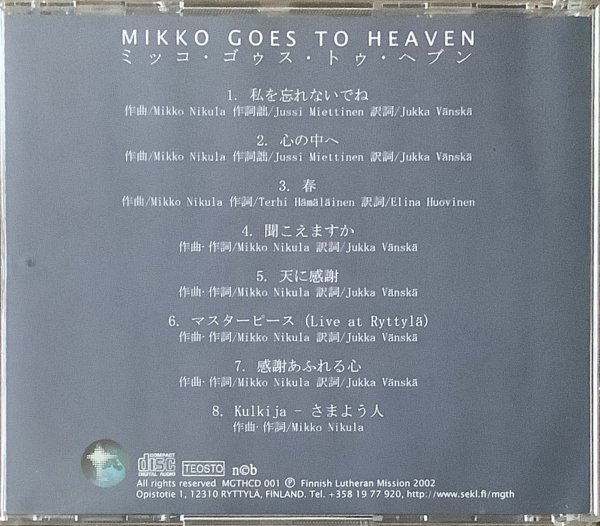 MIKKO GOES TO HEAVEN
ミッコ・ゴゥス・トゥ・ヘブン
1. 私を忘れないでね
作曲/Mikko Nikula 作詞詘/Jussi Miettinen 訳詞/Jukka Vänskä
2. 心の中へ
作曲/Mikko Nikula 作詞詘/Jussi Miettinen 訳詞/Jukka Vänskä
3. 春
作曲/Mikko Nikula 作詞/Terhi Hämäläinen 訳詞/Elina Huovinen
4. 聞こえますか
作曲・作詞/Mikko Nikula 訳詞/Jukka Vänskä
5. 天に感謝
作曲・作詞/Mikko Nikula 訳詞/Jukka Vänskä
6. マスターピース (Live at Ryttylä)
作曲・作詞/Mikko Nikula 訳詞/Jukka Vänskä
7. 感謝あふれる心
作曲・作詞/Mikko Nikula 訳詞/Jukka Vänskä
8. Kulkija - さまよう人
作曲・作詞/Mikko Nikula
COMPACT disc DIGITAL AUDIO TEOSTO n©b
All rights reserved MGTHCD 001 ℗ Finnish Lutheran Mission 2002
Opistotie 1, 12310 RYTTYLÄ, FINLAND. Tel. +358 19 77 920, http://www.sekl.fi/mgth